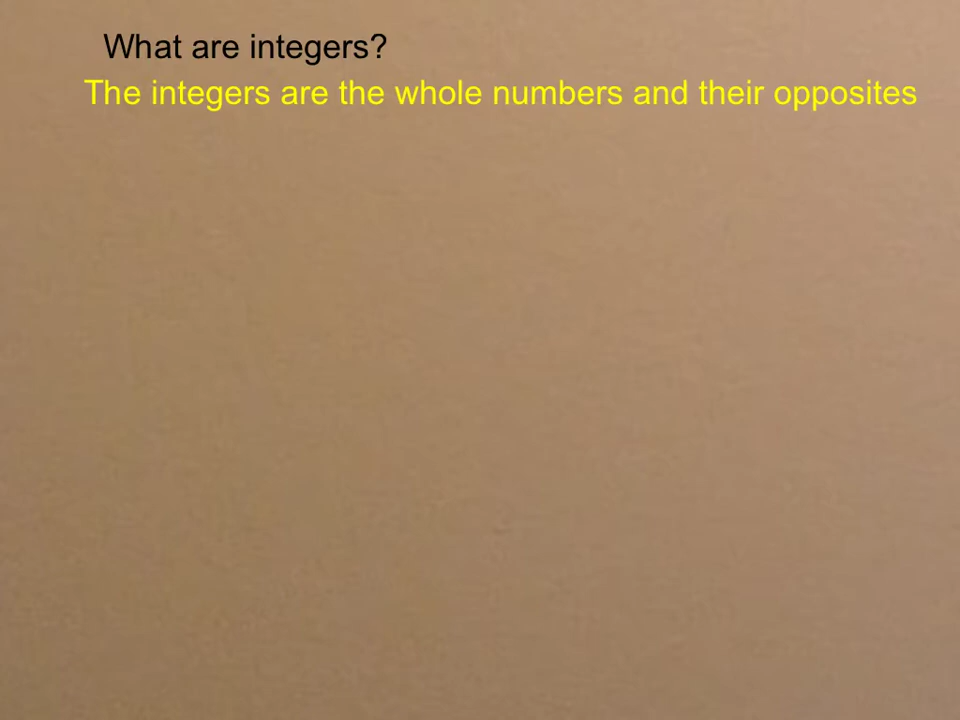 What are integers?
The integers are the whole numbers and their opposites